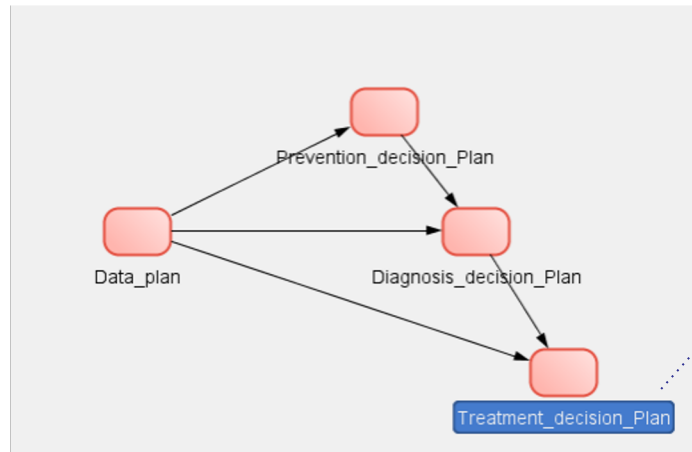 Prevention_decision_Plan
Data_plan
Diagnosis_decision_Plan
Treatment_decision_Plan